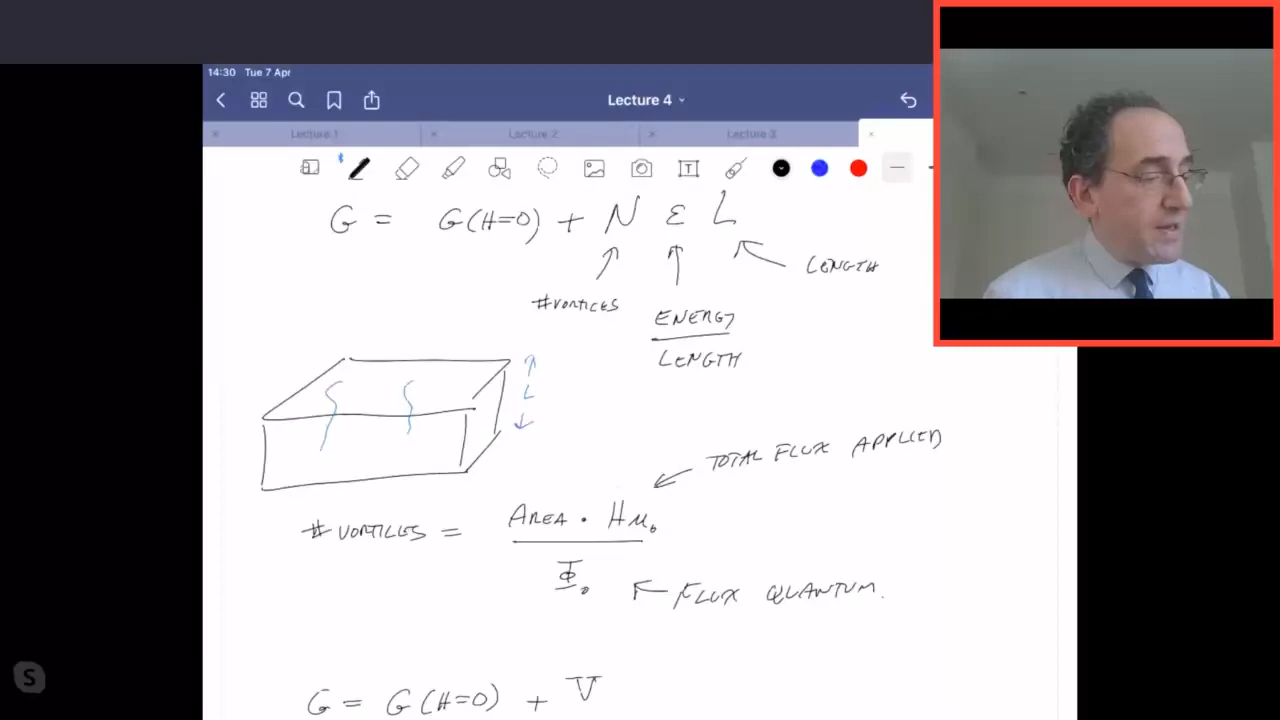 14:30 Tue 7 Apr
Lecture 4
Lecture 1
Lecture 2
Lecture 3
T
G = G(H=0) + N ε L
LENGTH
#VORTICES
ENERGY
LENGTH
L
TOTAL FLUX APPLIED
# VORTICES = AREA · Hμ₀
Φ₀
FLUX QUANTUM.
G = G(H=0) + V
S